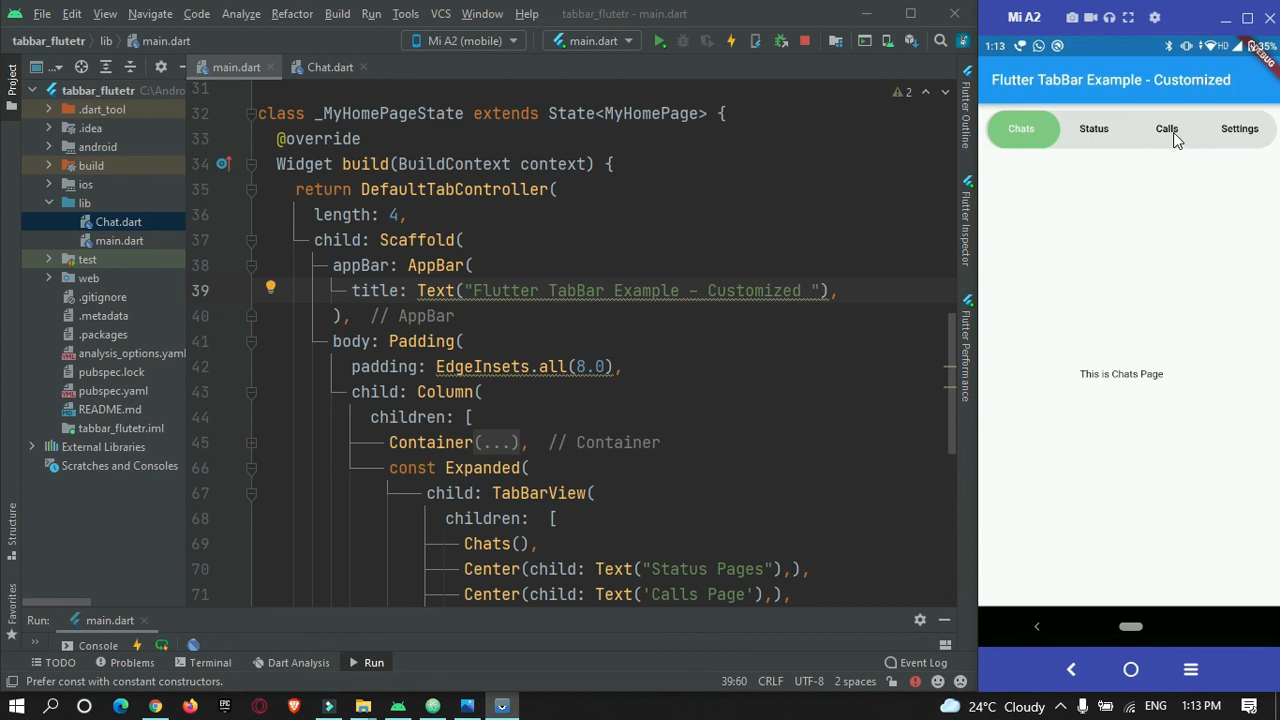 File Edit View Navigate Code Analyze Refactor Build Run Tools VCS Window Help tabbar_flutetr - main.dart
tabbar_flutetr lib main.dart Mi A2 (mobile) main.dart
main.dart Chat.dart
Project
Structure
Favorites
tabbar_flutetr C:\Andro
.dart_tool
.idea
android
build
ios
lib
Chat.dart
main.dart
test
web
.gitignore
.metadata
.packages
analysis_options.yaml
pubspec.lock
pubspec.yaml
README.md
tabbar_flutetr.iml
External Libraries
Scratches and Consoles
31
32 class _MyHomePageState extends State<MyHomePage> {
33 @override
34 Widget build(BuildContext context) {
35 return DefaultTabController(
36 length: 4,
37 child: Scaffold(
38 appBar: AppBar(
39 title: Text("Flutter TabBar Example - Customized "),
40 ), // AppBar
41 body: Padding(
42 padding: EdgeInsets.all(8.0),
43 child: Column(
44 children: [
45 Container(...), // Container
66 const Expanded(
67 child: TabBarView(
68 children: [
69 Chats(),
70 Center(child: Text("Status Pages"),),
71 Center(child: Text('Calls Page'),),
2
Flutter Outline
Flutter Inspector
Flutter Performance
Run: main.dart
Console
TODO Problems Terminal Dart Analysis Run Event Log
Prefer const with constant constructors. 39:60 CRLF UTF-8 2 spaces
Mi A2
1:13 HD 35%
DEBUG
Flutter TabBar Example - Customized
Chats Status Calls Settings
This is Chats Page
24°C Cloudy ENG 1:13 PM